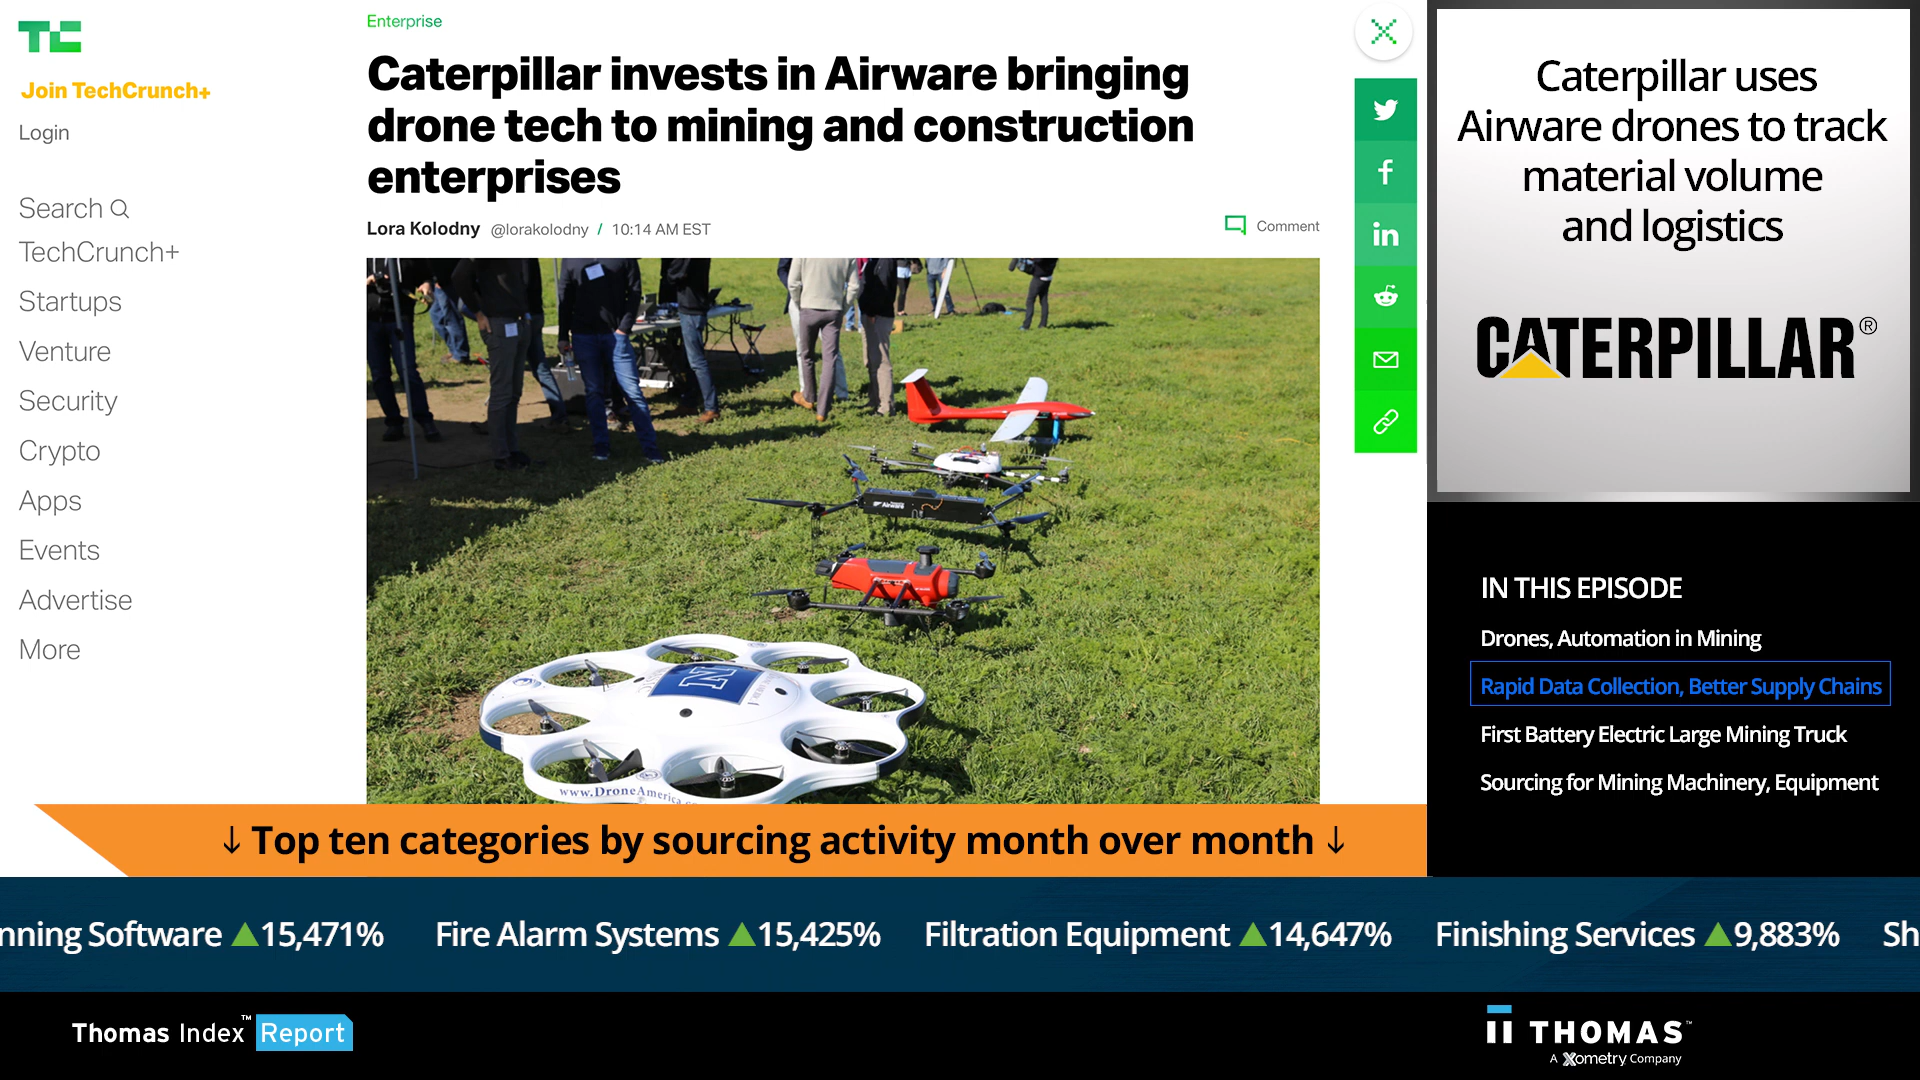 TC
Join TechCrunch+
Login
Search
TechCrunch+
Startups
Venture
Security
Crypto
Apps
Events
Advertise
More
Enterprise
Caterpillar invests in Airware bringing
drone tech to mining and construction
enterprises
Lora Kolodny @lorakolodny / 10:14 AM EST
Comment
Airware
N
www.DroneAmerica.c
Caterpillar uses
Airware drones to track
material volume
and logistics
CATERPILLAR®
IN THIS EPISODE
Drones, Automation in Mining
Rapid Data Collection, Better Supply Chains
First Battery Electric Large Mining Truck
Sourcing for Mining Machinery, Equipment
↓ Top ten categories by sourcing activity month over month ↓
nning Software ▲15,471% Fire Alarm Systems ▲15,425% Filtration Equipment ▲14,647% Finishing Services ▲9,883% Sh
Thomas Index™ Report
THOMAS™
A Xometry Company